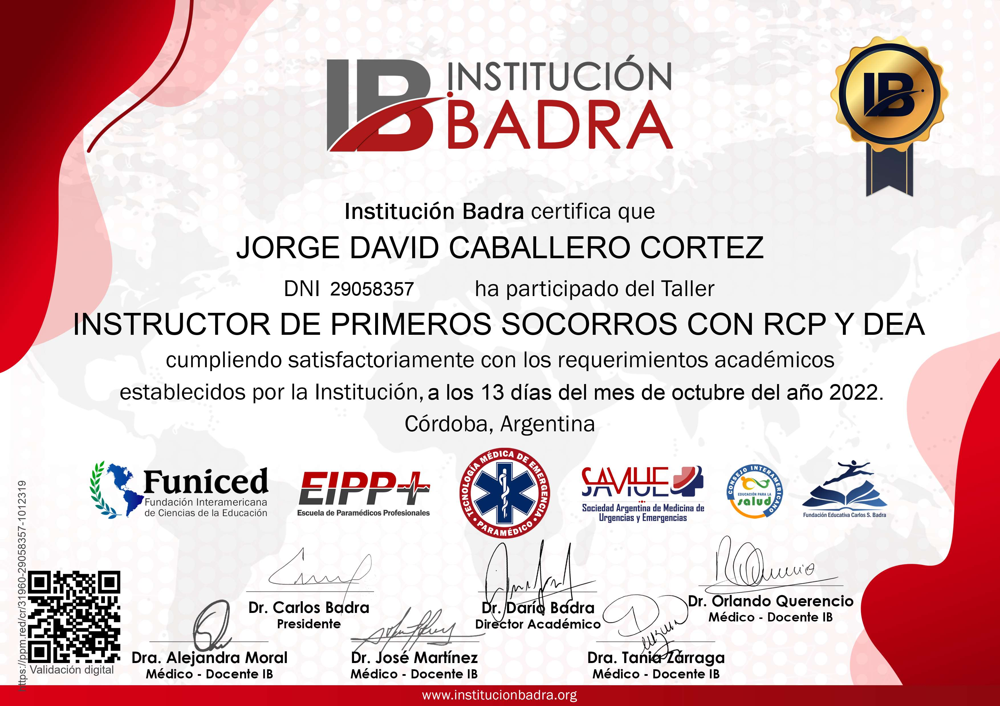 IB INSTITUCIÓN
BADRA
IB
Institución Badra certifica que
JORGE DAVID CABALLERO CORTEZ
DNI 29058357 ha participado del Taller
INSTRUCTOR DE PRIMEROS SOCORROS CON RCP Y DEA
cumpliendo satisfactoriamente con los requerimientos académicos
establecidos por la Institución, a los 13 días del mes de octubre del año 2022.
Córdoba, Argentina
Funiced
Fundación Interamericana
de Ciencias de la Educación
EIPP+
Escuela de Paramédicos Profesionales
TECNOLOGÍA MÉDICA DE EMERGENCIA • PARAMÉDICO •
SAMUE
Sociedad Argentina de Medicina de
Urgencias y Emergencias
CONSEJO INTERAMERICANO
EDUCACIÓN PARA LA
salud
Fundación Educativa Carlos S. Badra
https://ppm.red/cr/31960-29058357-1012319
Validación digital
Dr. Carlos Badra
Presidente
Dr. Darío Badra
Director Académico
Dr. Orlando Querencio
Médico - Docente IB
Dra. Alejandra Moral
Médico - Docente IB
Dr. José Martínez
Médico - Docente IB
Dra. Tania Zárraga
Médico - Docente IB
www.institucionbadra.org